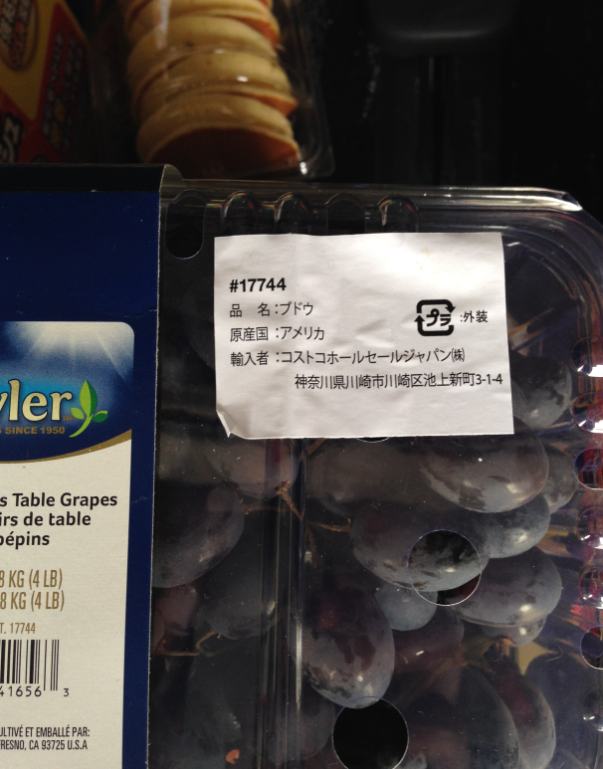 #17744
品 名:ブドウ
原産国:アメリカ
輸入者:コストコホールセールジャパン㈱
神奈川県川崎市川崎区池上新町3-1-4
プラ :外装
yler
SINCE 1950
s Table Grapes
irs de table
pépins
8 KG (4 LB)
8 KG (4 LB)
T. 17744
41656 3
ULTIVÉ ET EMBALLÉ PAR:
RESNO, CA 93725 U.S.A